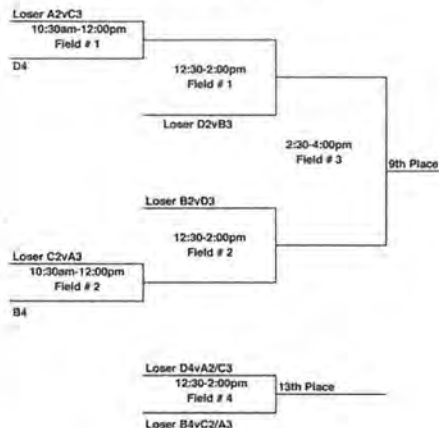 Loser A2vC3
10:30am-12:00pm
Field # 1
D4
12:30-2:00pm
Field # 1
Loser D2vB3
2:30-4:00pm
Field # 3
9th Place
Loser B2vD3
12:30-2:00pm
Field # 2
Loser C2vA3
10:30am-12:00pm
Field # 2
B4
Loser D4vA2/C3
12:30-2:00pm
Field # 4
13th Place
Loser B4vC2/A3